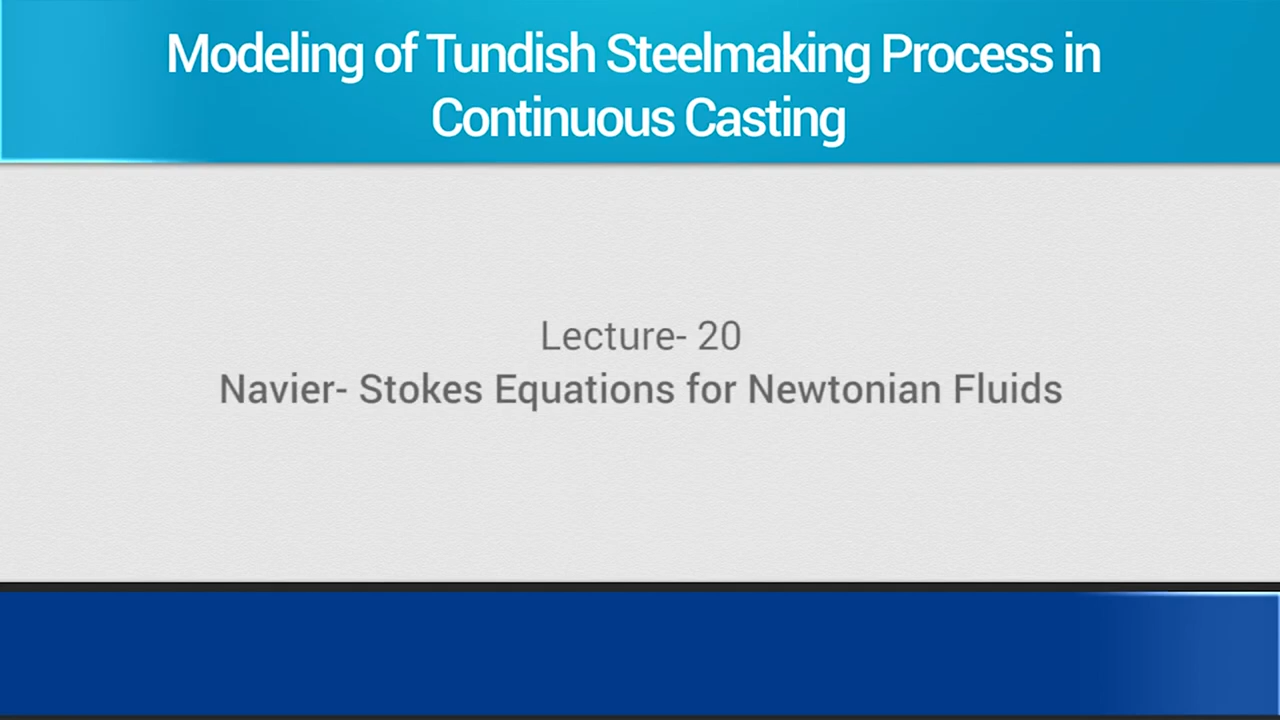 Modeling of Tundish Steelmaking Process in
Continuous Casting
Lecture- 20
Navier- Stokes Equations for Newtonian Fluids